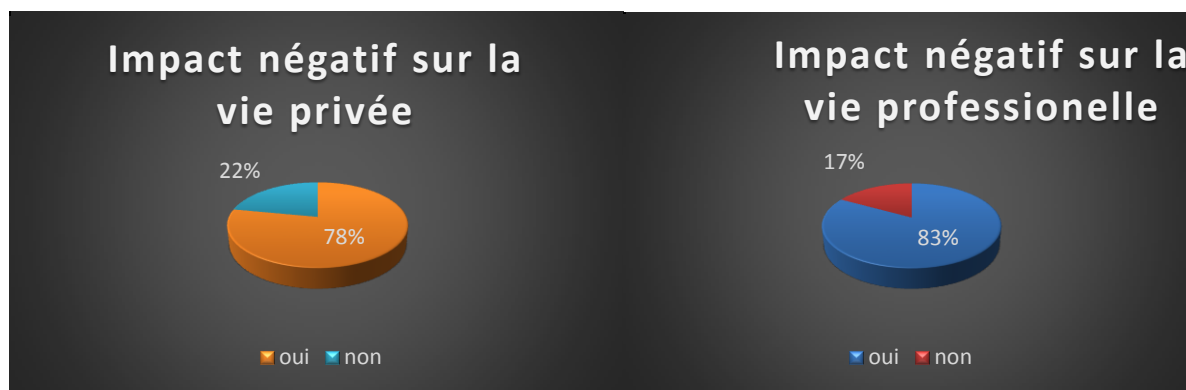 Impact négatif sur la
vie privée
22%
78%
oui non
Impact négatif sur la
vie professionelle
17%
83%
oui non